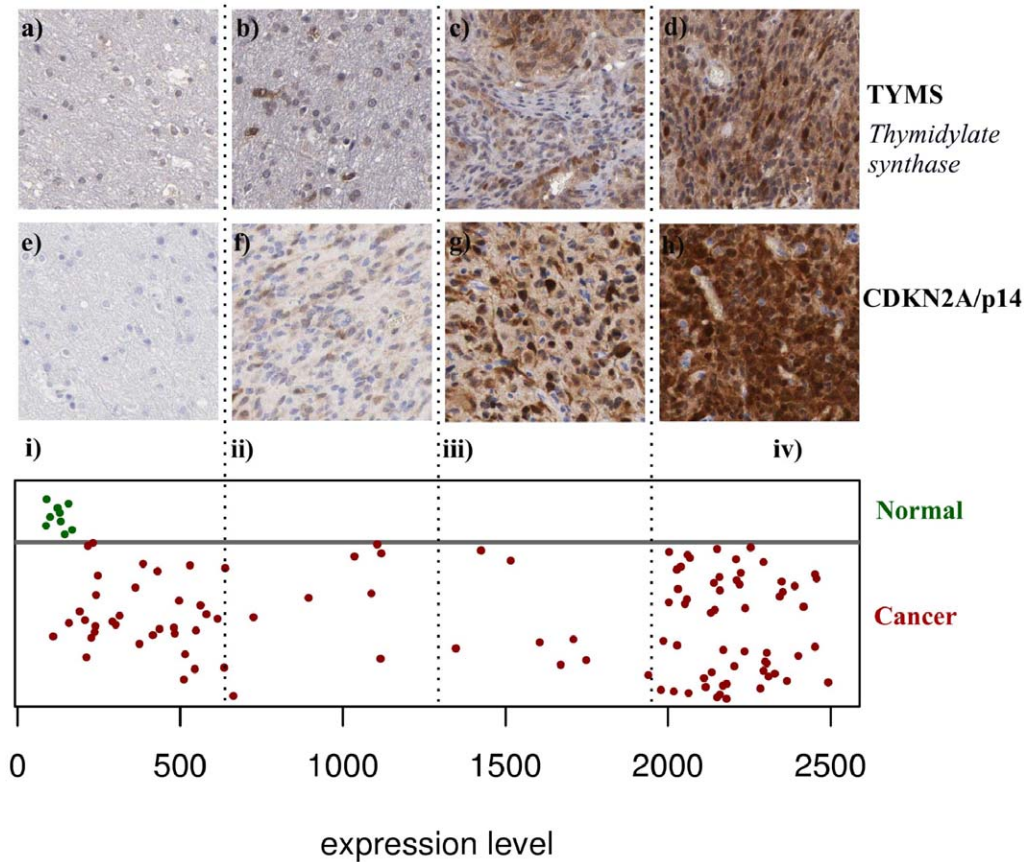 a)
b)
c)
d)
TYMS
Thymidylate
synthase
e)
f)
g)
h)
CDKN2A/p14
i)
ii)
iii)
iv)
Normal
Cancer
0 500 1000 1500 2000 2500
expression level